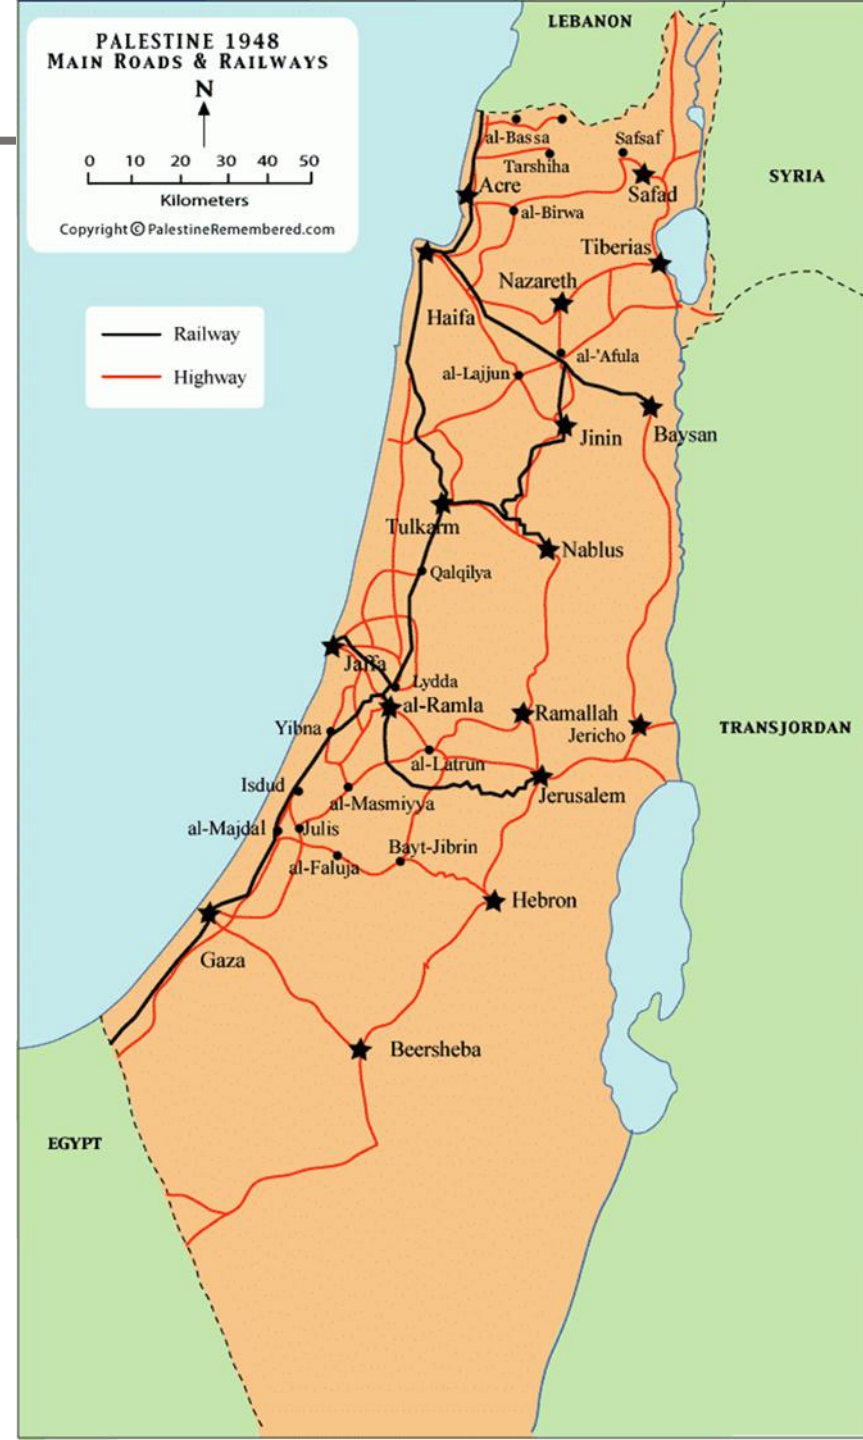 PALESTINE 1948
MAIN ROADS & RAILWAYS
N
0 10 20 30 40 50
Kilometers
Copyright © PalestineRemembered.com
Railway
Highway
LEBANON
SYRIA
TRANSJORDAN
EGYPT
al-Bassa
Tarshiha
Safsaf
Safad
Acre
al-Birwa
Tiberias
Nazareth
Haifa
al-'Afula
al-Lajjun
Jinin
Baysan
Tulkarm
Nablus
Qalqilya
Jaffa
Lydda
al-Ramla
Ramallah
Jericho
Yibna
al-Latrun
Isdud
al-Masmiyya
Jerusalem
al-Majdal
Julis
al-Faluja
Bayt-Jibrin
Hebron
Gaza
Beersheba